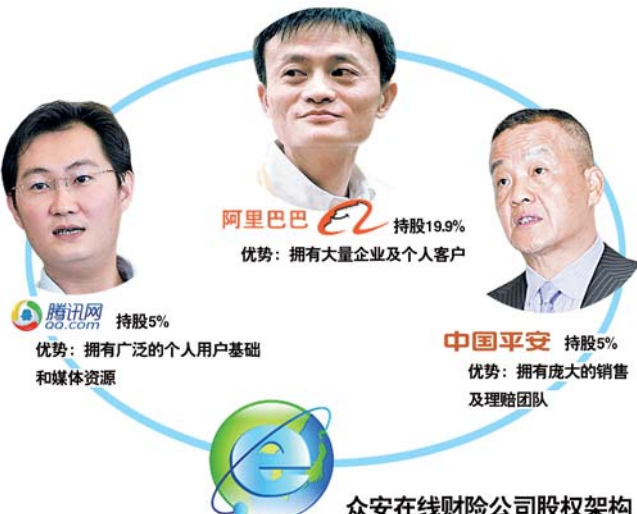 阿里巴巴 持股19.9%
优势：拥有大量企业及个人客户
腾讯网
QQ.com 持股5%
优势：拥有广泛的个人用户基础
和媒体资源
中国平安 持股5%
优势：拥有庞大的销售
及理赔团队
e
众安在线财险公司股权架构